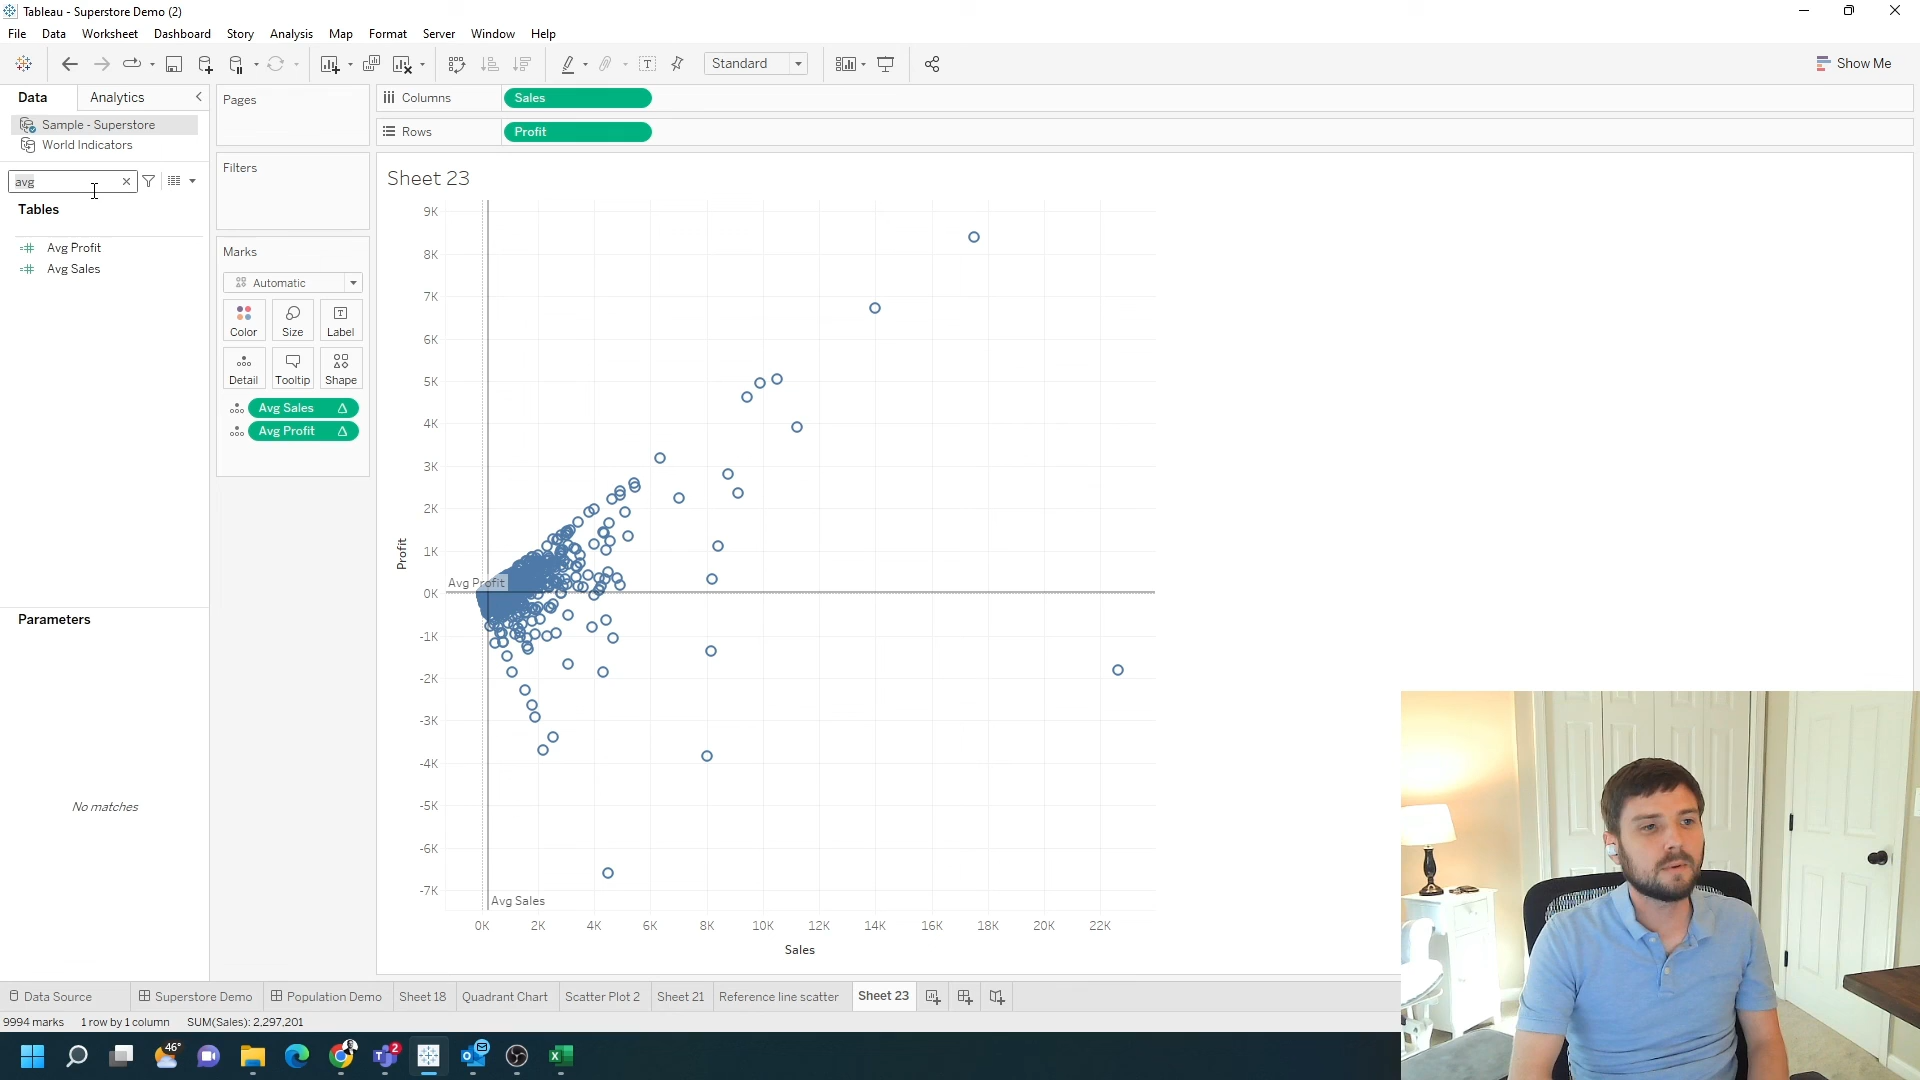 Tableau - Superstore Demo (2)
File Data Worksheet Dashboard Story Analysis Map Format Server Window Help
Standard
Show Me
Data Analytics
Sample - Superstore
World Indicators
avg
Tables
Avg Profit
Avg Sales
Parameters
No matches
Pages
Filters
Marks
Automatic
Color Size Label
Detail Tooltip Shape
Avg Sales
Avg Profit
Columns Sales
Rows Profit
Sheet 23
9K
8K
7K
6K
5K
4K
3K
2K
1K
0K
-1K
-2K
-3K
-4K
-5K
-6K
-7K
Profit
Avg Profit
Avg Sales
0K 2K 4K 6K 8K 10K 12K 14K 16K 18K 20K 22K
Sales
Data Source Superstore Demo Population Demo Sheet 18 Quadrant Chart Scatter Plot 2 Sheet 21 Reference line scatter Sheet 23
9994 marks 1 row by 1 column SUM(Sales): 2,297,201
46°
2